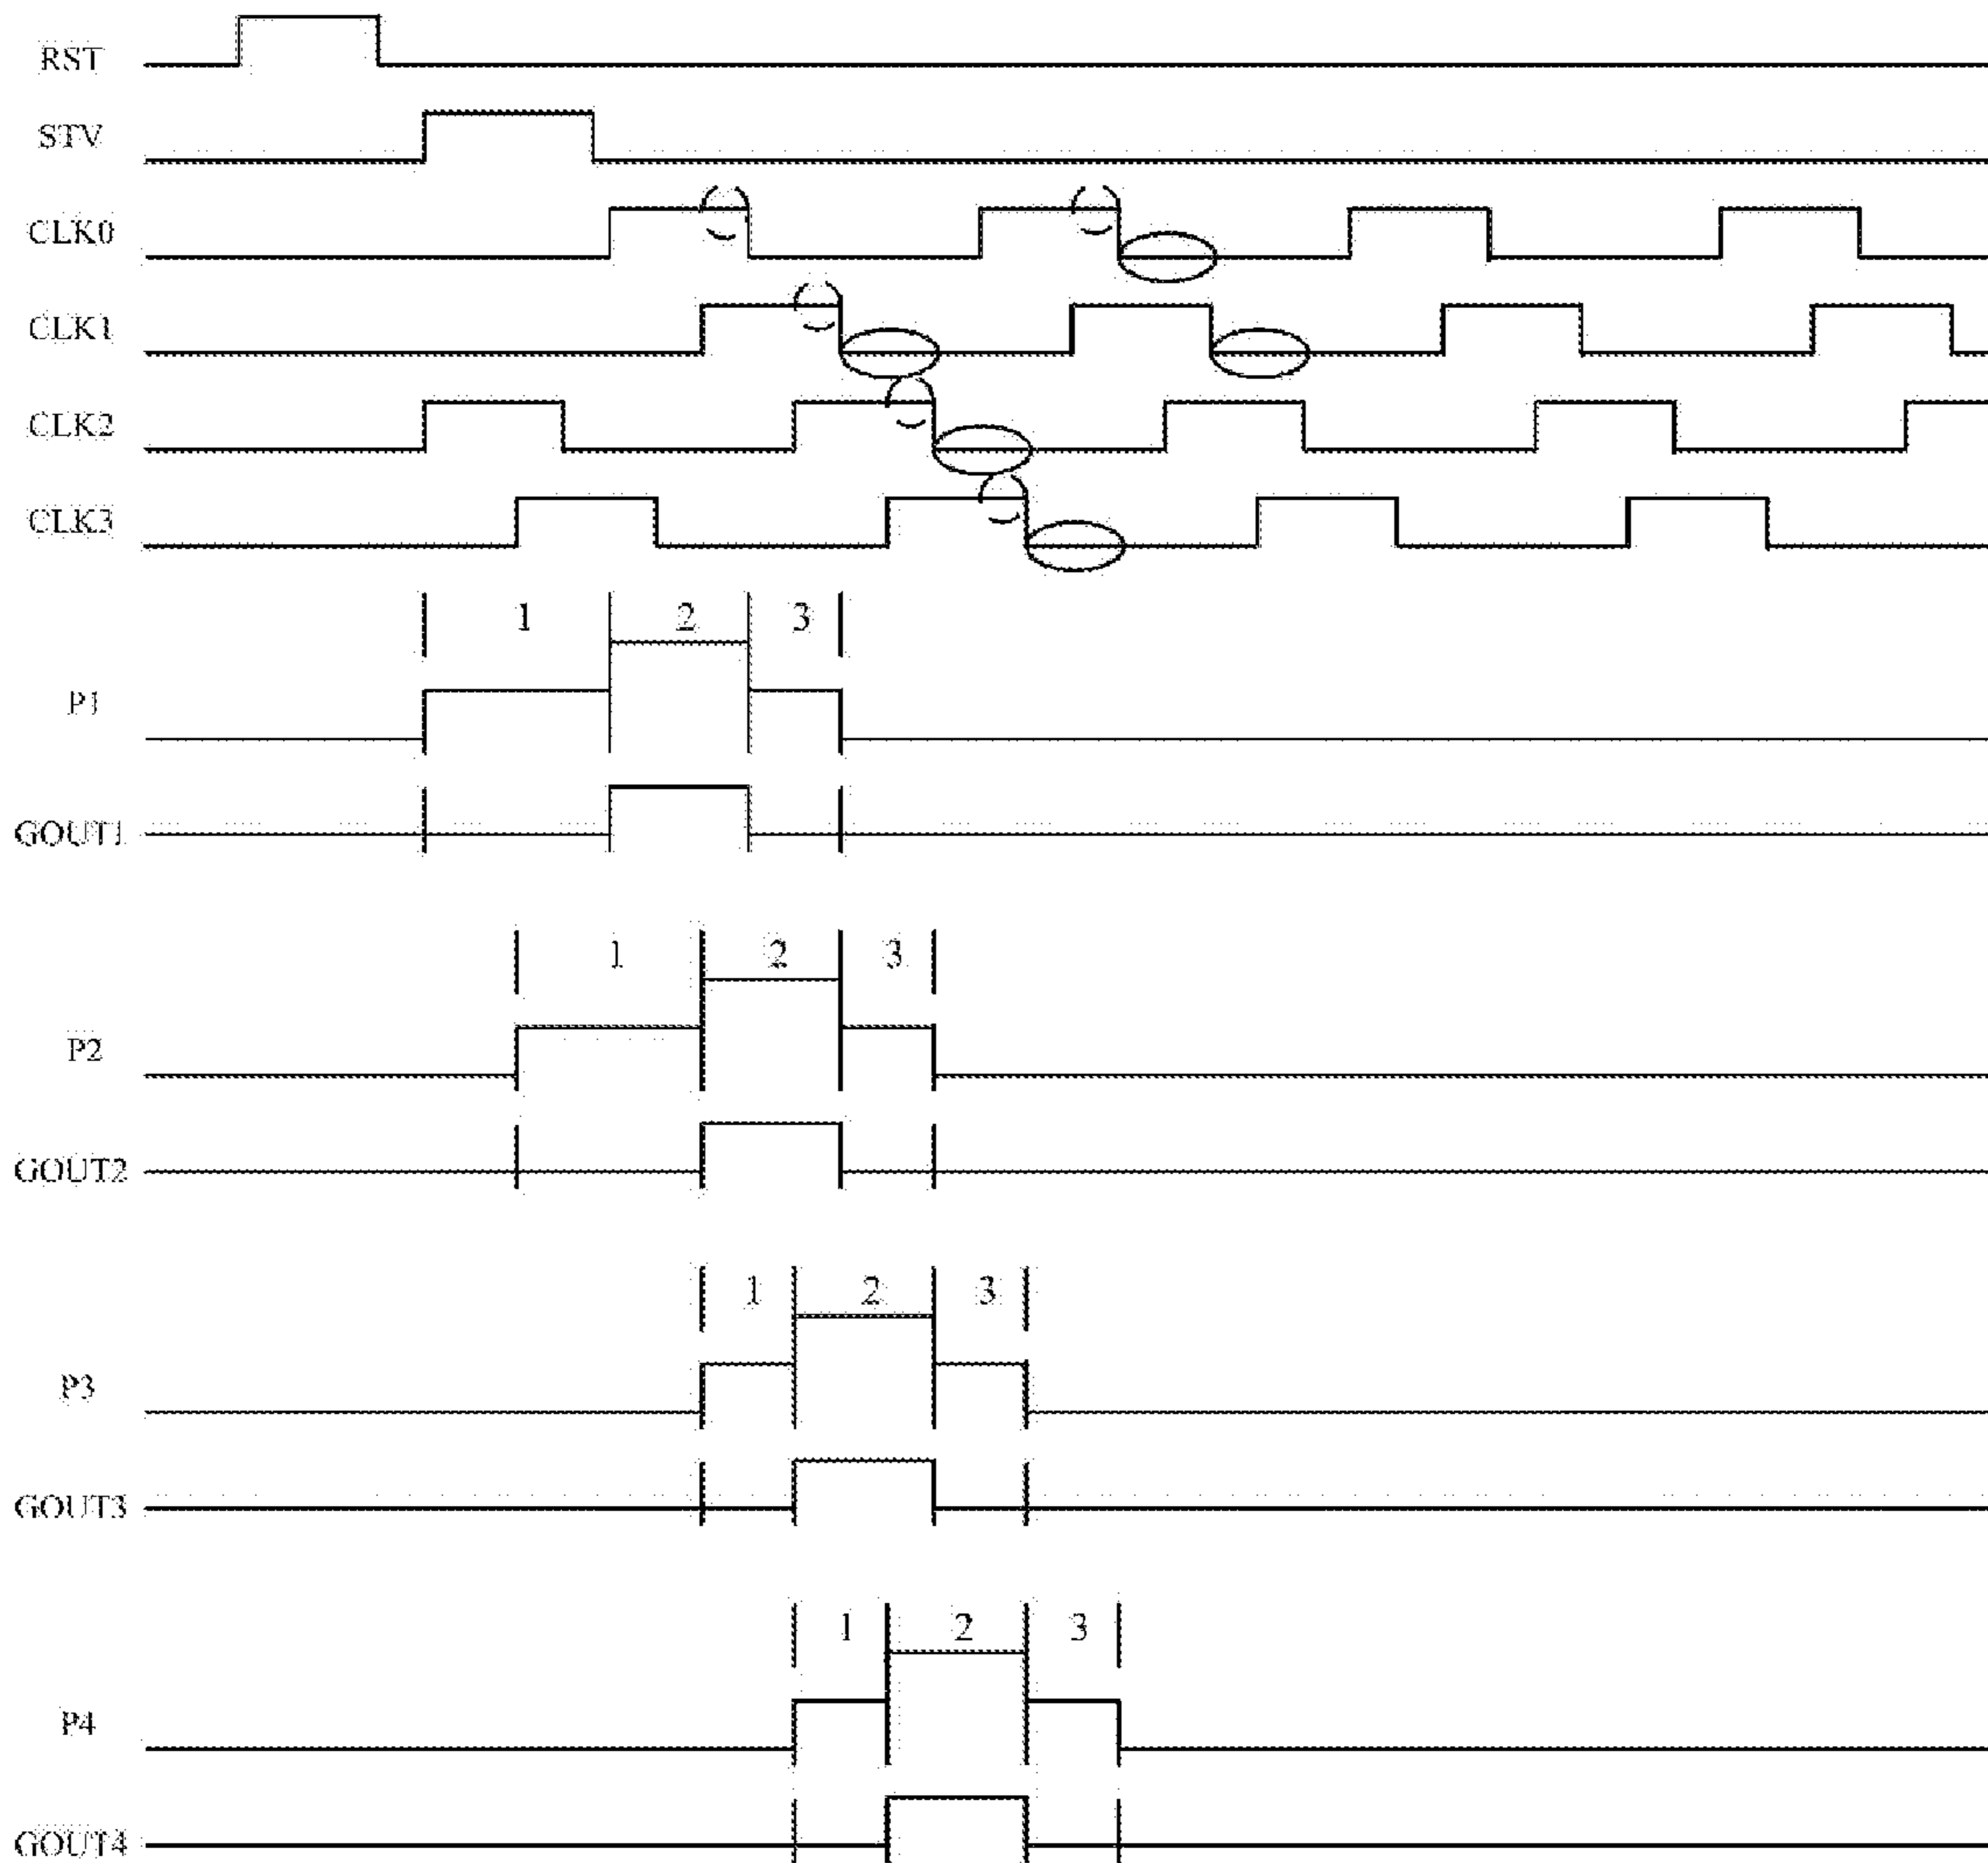 RST
STV
CLK0
CLK1
CLK2
CLK3
1 2 3
P1
GOUT1
1 2 3
P2
GOUT2
1 2 3
P3
GOUT3
1 2 3
P4
GOUT4